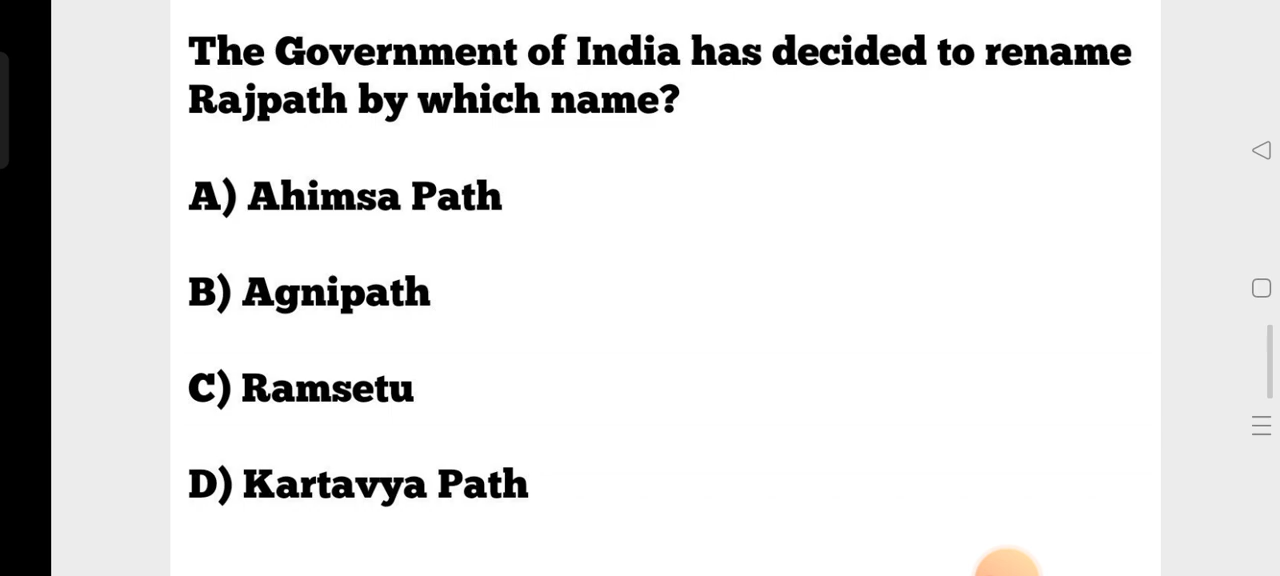 The Government of India has decided to rename
Rajpath by which name?
A) Ahimsa Path
B) Agnipath
C) Ramsetu
D) Kartavya Path